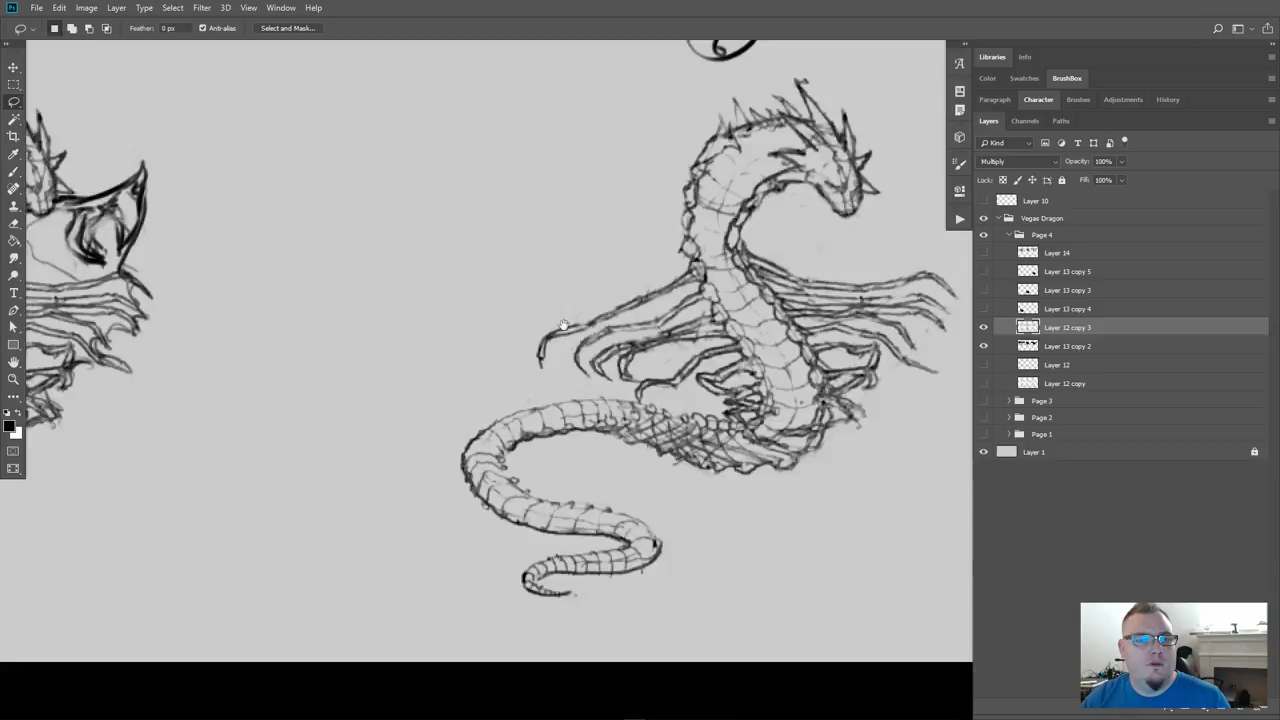 Ps File Edit Image Layer Type Select Filter 3D View Window Help
Feather: 0 px Anti-alias Select and Mask...
Libraries Info
Color Swatches BrushBox
Paragraph Character Brushes Adjustments History
Layers Channels Paths
Kind
Multiply Opacity: 100%
Lock: Fill: 100%
Layer 10
Vegas Dragon
Page 4
Layer 14
Layer 13 copy 5
Layer 13 copy 3
Layer 13 copy 4
Layer 12 copy 3
Layer 13 copy 2
Layer 12
Layer 12 copy
Page 3
Page 2
Page 1
Layer 1